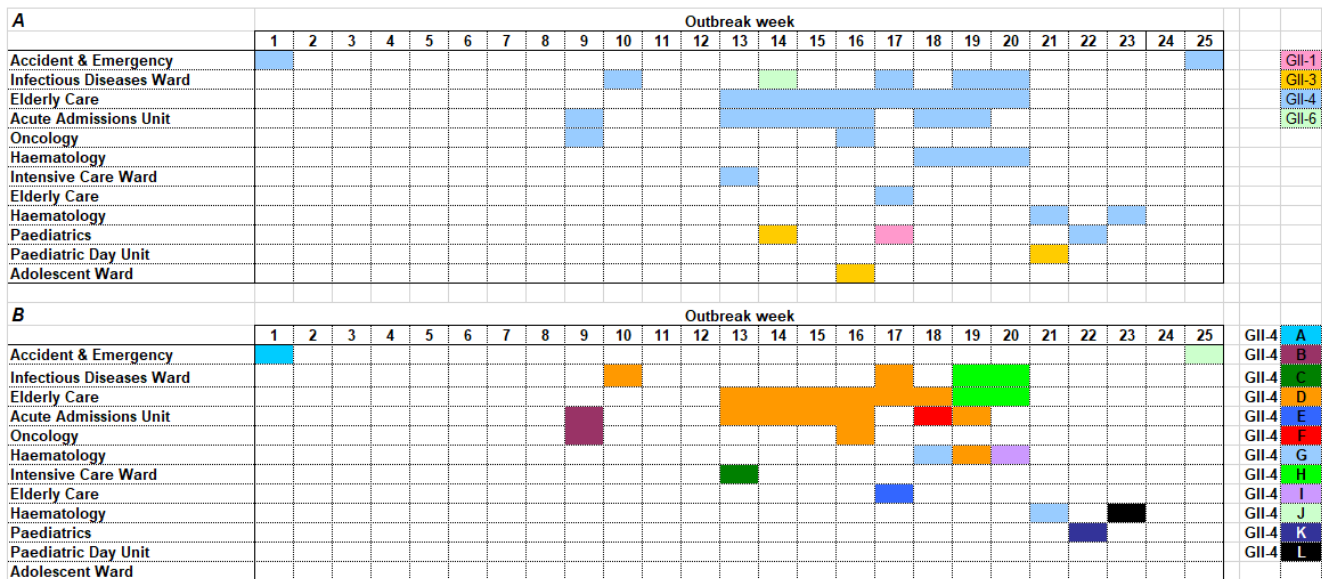 A Outbreak week
1 2 3 4 5 6 7 8 9 10 11 12 13 14 15 16 17 18 19 20 21 22 23 24 25
Accident & Emergency GII-1
Infectious Diseases Ward GII-3
Elderly Care GII-4
Acute Admissions Unit GII-6
Oncology
Haematology
Intensive Care Ward
Elderly Care
Haematology
Paediatrics
Paediatric Day Unit
Adolescent Ward
B Outbreak week
1 2 3 4 5 6 7 8 9 10 11 12 13 14 15 16 17 18 19 20 21 22 23 24 25 GII-4 A
Accident & Emergency GII-4 B
Infectious Diseases Ward GII-4 C
Elderly Care GII-4 D
Acute Admissions Unit GII-4 E
Oncology GII-4 F
Haematology GII-4 G
Intensive Care Ward GII-4 H
Elderly Care GII-4 I
Haematology GII-4 J
Paediatrics GII-4 K
Paediatric Day Unit GII-4 L
Adolescent Ward